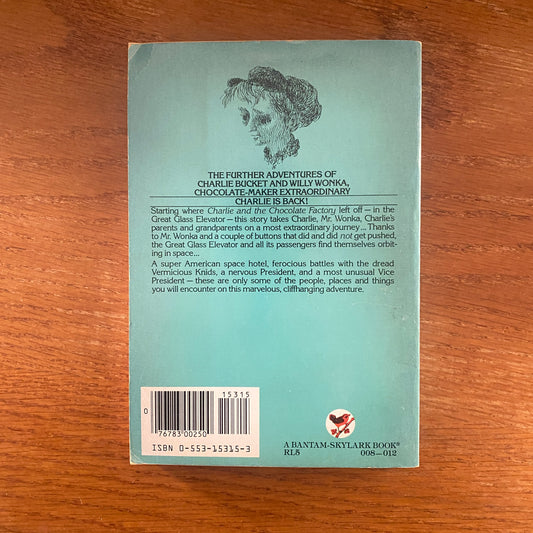 THE FURTHER ADVENTURES OF
CHARLIE BUCKET AND WILLY WONKA,
CHOCOLATE-MAKER EXTRAORDINARY
CHARLIE IS BACK!
Starting where Charlie and the Chocolate Factory left off—in the
Great Glass Elevator—this story takes Charlie, Mr. Wonka, Charlie's
parents and grandparents on a most extraordinary journey... Thanks
to Mr. Wonka and a couple of buttons that did and did not get pushed,
the Great Glass Elevator and all its passengers find themselves orbit-
ing in space...
A super American space hotel, ferocious battles with the dread
Vermicious Knids, a nervous President, and a most unusual Vice
President—these are only some of the people, places and things
you will encounter on this marvelous, cliffhanging adventure.
15315
0
76783 00250
ISBN 0-553-15315-3
A BANTAM-SKYLARK BOOK®
RL5 008—012